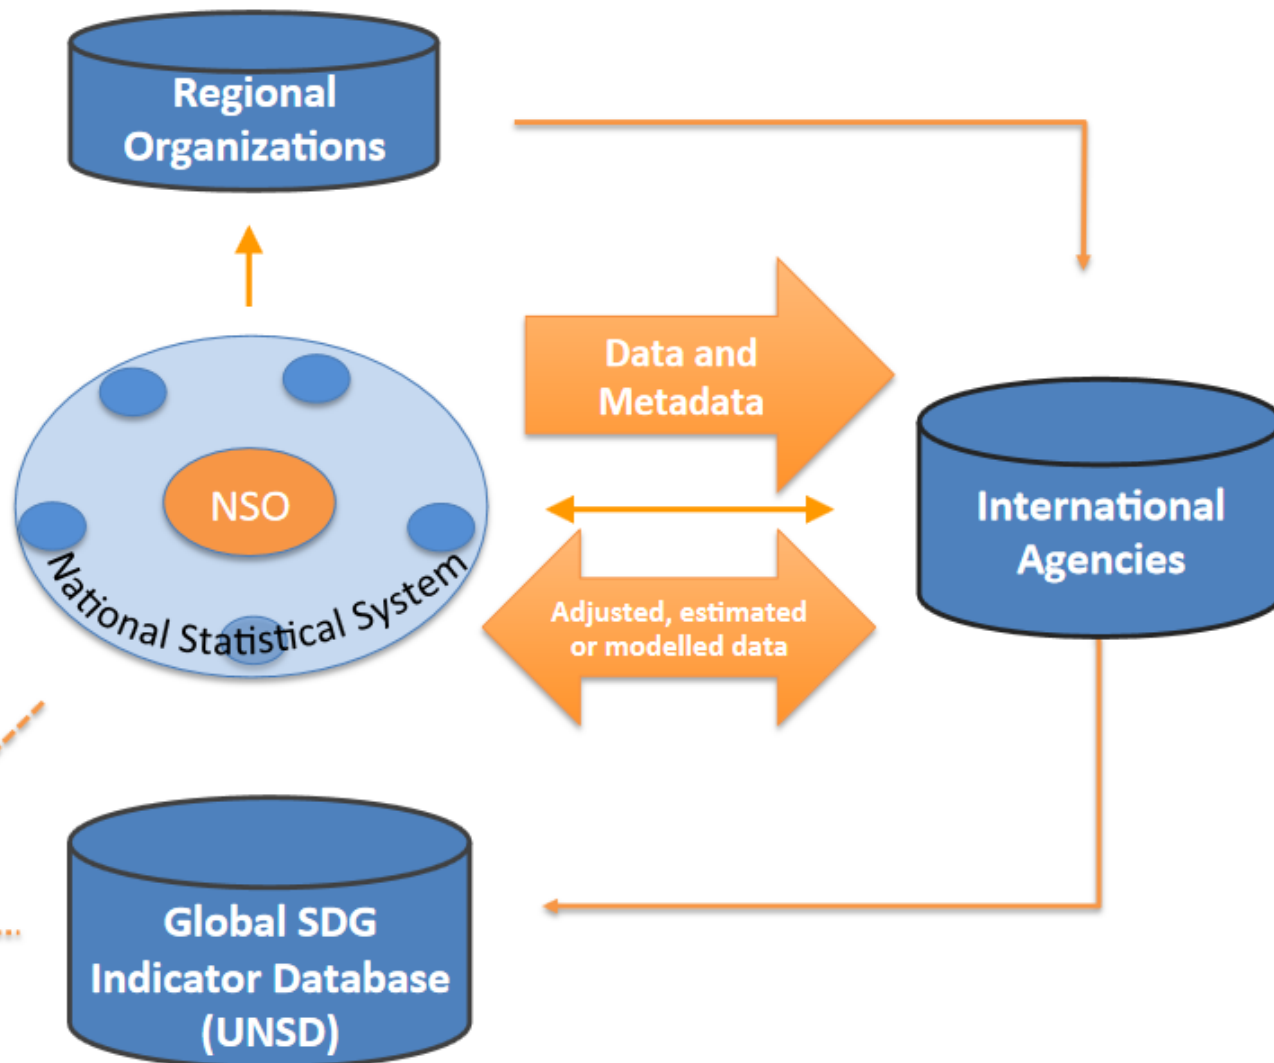 Regional
Organizations
Data and
Metadata
NSO
National Statistical System
International
Agencies
Adjusted, estimated
or modelled data
Global SDG
Indicator Database
(UNSD)